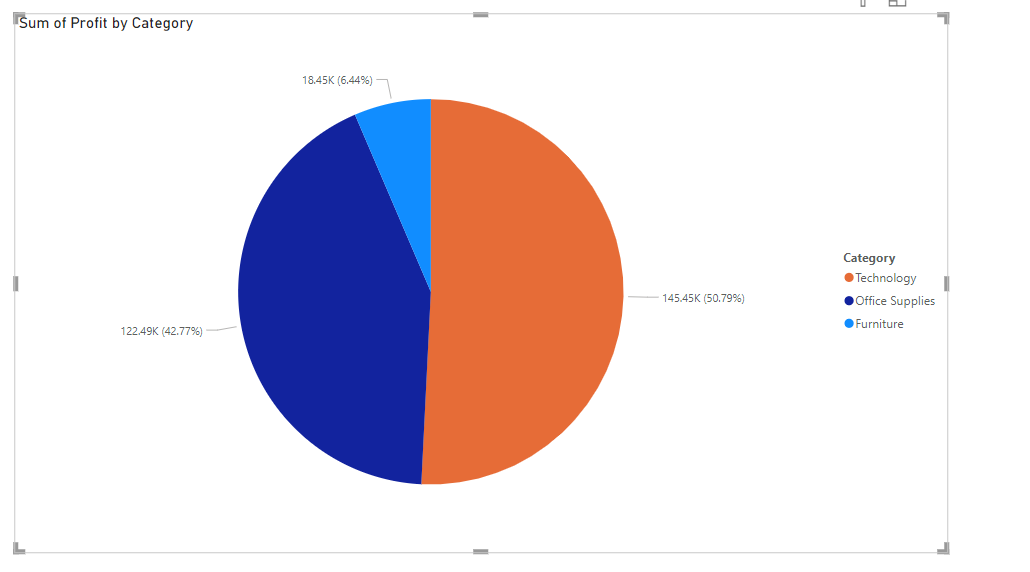 Sum of Profit by Category
18.45K (6.44%)
145.45K (50.79%)
122.49K (42.77%)
Category
Technology
Office Supplies
Furniture